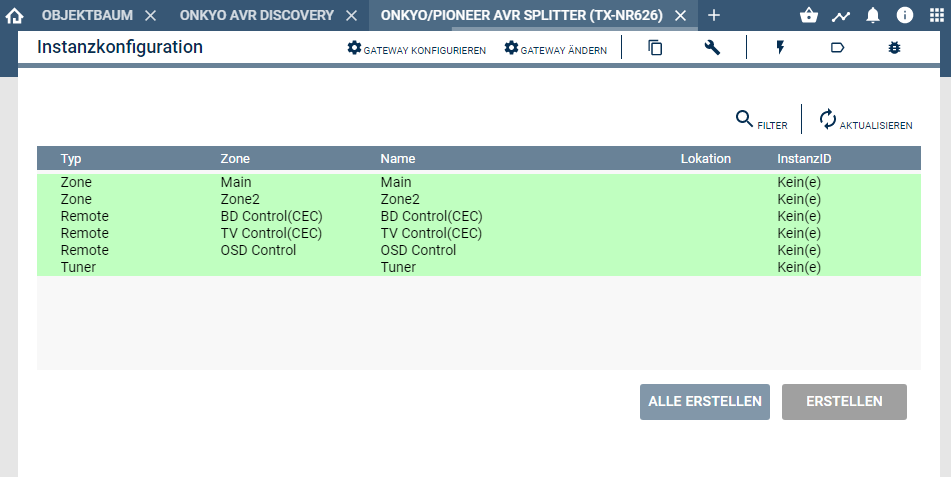 OBJEKTBAUM ONKYO AVR DISCOVERY ONKYO/PIONEER AVR SPLITTER (TX-NR626)
Instanzkonfiguration GATEWAY KONFIGURIEREN GATEWAY ÄNDERN
FILTER AKTUALISIEREN
Typ Zone Name Lokation InstanzID
Zone Main Main Kein(e)
Zone Zone2 Zone2 Kein(e)
Remote BD Control(CEC) BD Control(CEC) Kein(e)
Remote TV Control(CEC) TV Control(CEC) Kein(e)
Remote OSD Control OSD Control Kein(e)
Tuner Tuner Kein(e)
ALLE ERSTELLEN ERSTELLEN